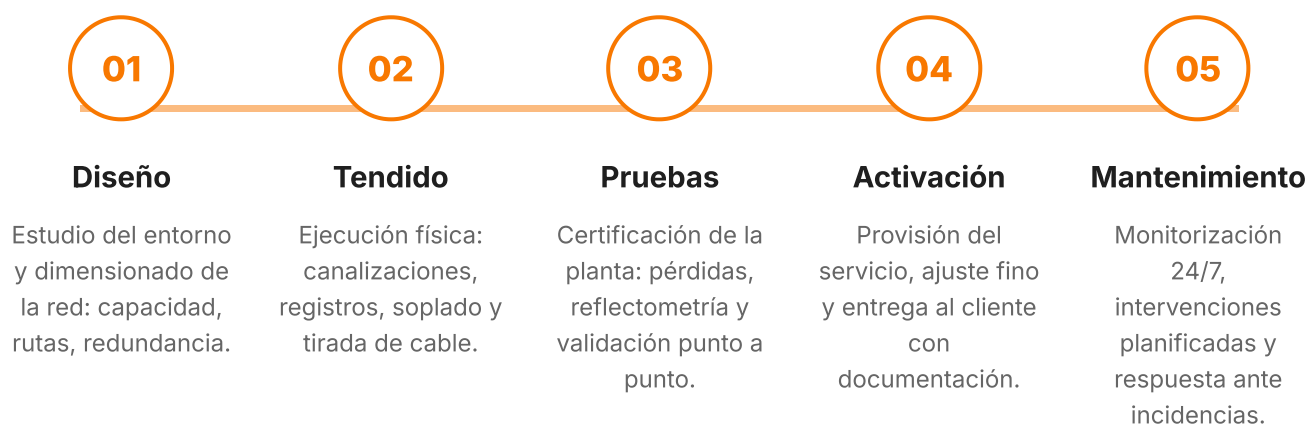 01
Diseño
Estudio del entorno
y dimensionado de
la red: capacidad,
rutas, redundancia.
02
Tendido
Ejecución física:
canalizaciones,
registros, soplado y
tirada de cable.
03
Pruebas
Certificación de la
planta: pérdidas,
reflectometría y
validación punto a
punto.
04
Activación
Provisión del
servicio, ajuste fino
y entrega al cliente
con
documentación.
05
Mantenimiento
Monitorización
24/7,
intervenciones
planificadas y
respuesta ante
incidencias.